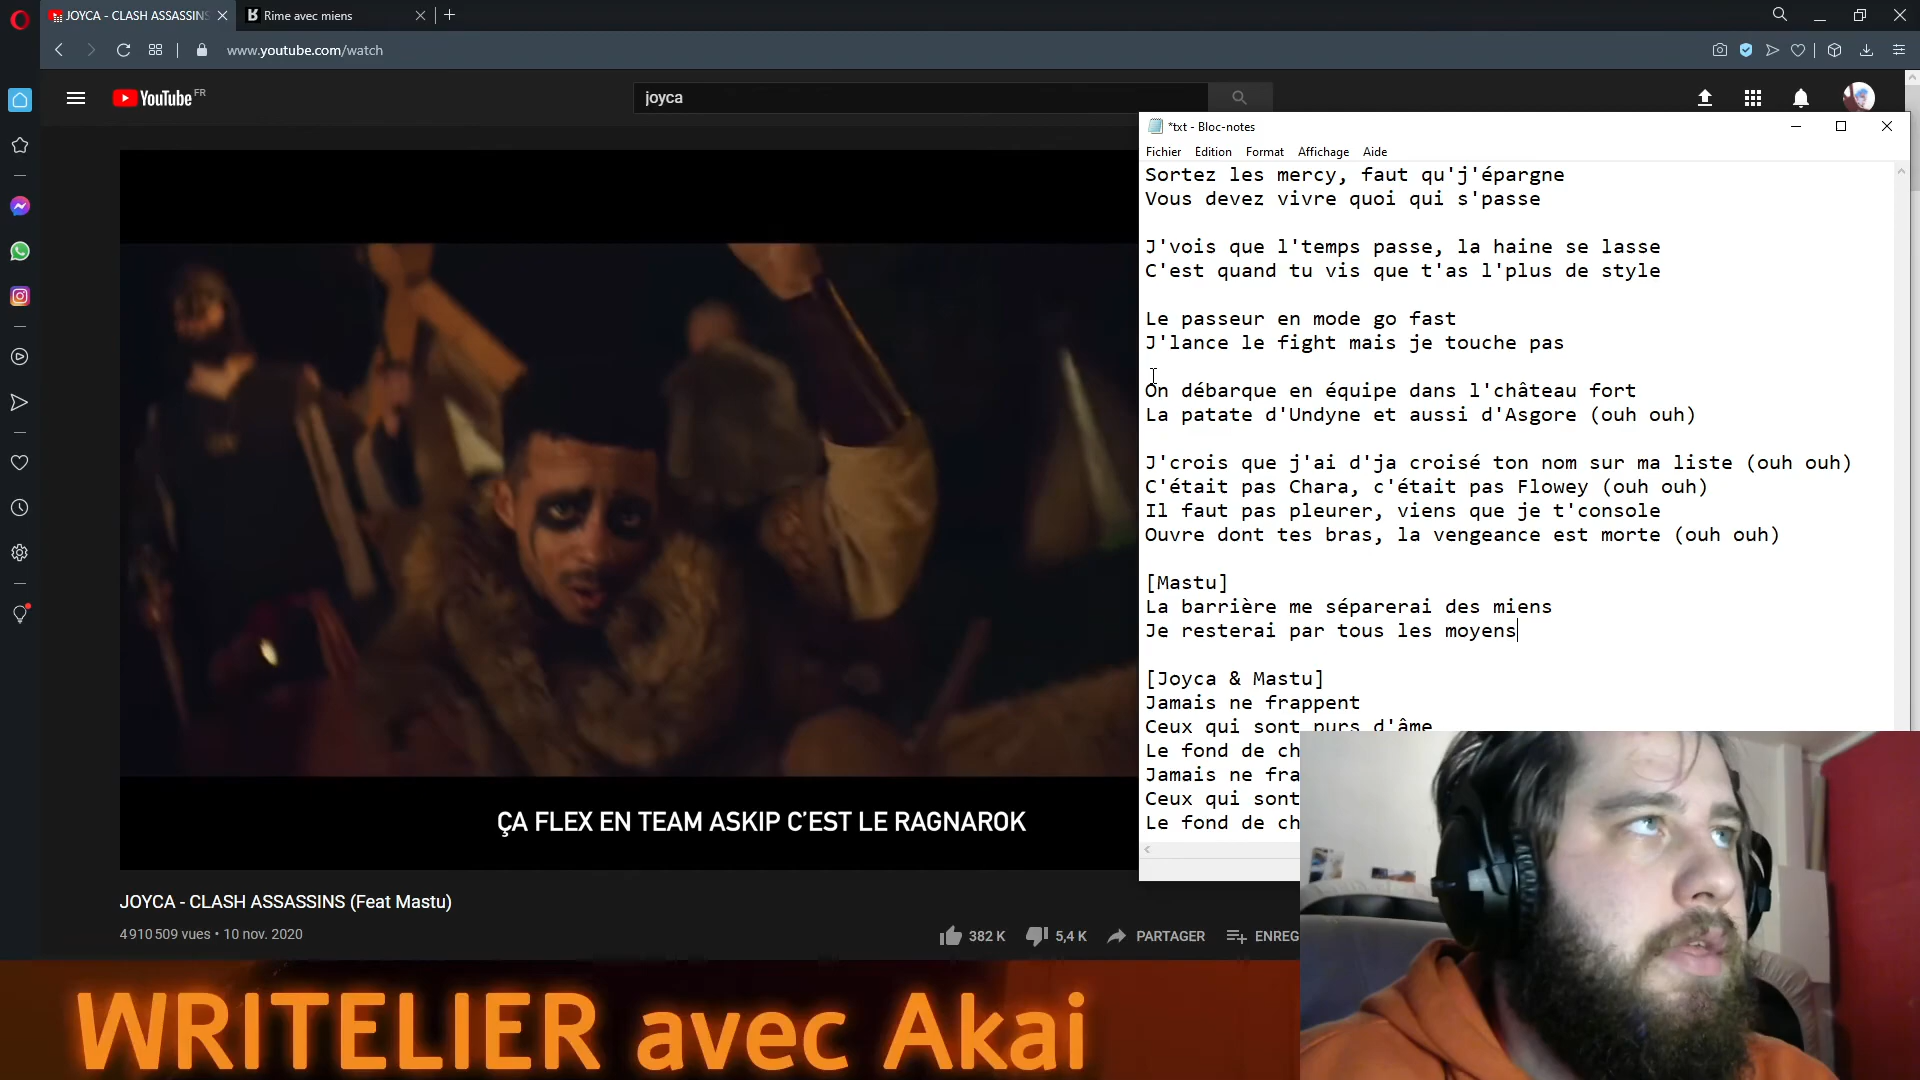 JOYCA - CLASH ASSASSINS
Rime avec miens
www.youtube.com/watch
YouTube FR
joyca
*txt - Bloc-notes
Fichier Edition Format Affichage Aide
Sortez les mercy, faut qu'j'épargne
Vous devez vivre quoi qui s'passe
J'vois que l'temps passe, la haine se lasse
C'est quand tu vis que t'as l'plus de style
Le passeur en mode go fast
J'lance le fight mais je touche pas
On débarque en équipe dans l'château fort
La patate d'Undyne et aussi d'Asgore (ouh ouh)
J'crois que j'ai d'ja croisé ton nom sur ma liste (ouh ouh)
C'était pas Chara, c'était pas Flowey (ouh ouh)
Il faut pas pleurer, viens que je t'console
Ouvre dont tes bras, la vengeance est morte (ouh ouh)
[Mastu]
La barrière me séparerai des miens
Je resterai par tous les moyens
[Joyca & Mastu]
Jamais ne frappent
Ceux qui sont purs d'âme
Le fond de ch
Jamais ne fra
Ceux qui sont
Le fond de ch
ÇA FLEX EN TEAM ASKIP C'EST LE RAGNAROK
JOYCA - CLASH ASSASSINS (Feat Mastu)
4 910 509 vues • 10 nov. 2020
382 K
5,4 K
PARTAGER
ENREG
WRITELIER avec Akai